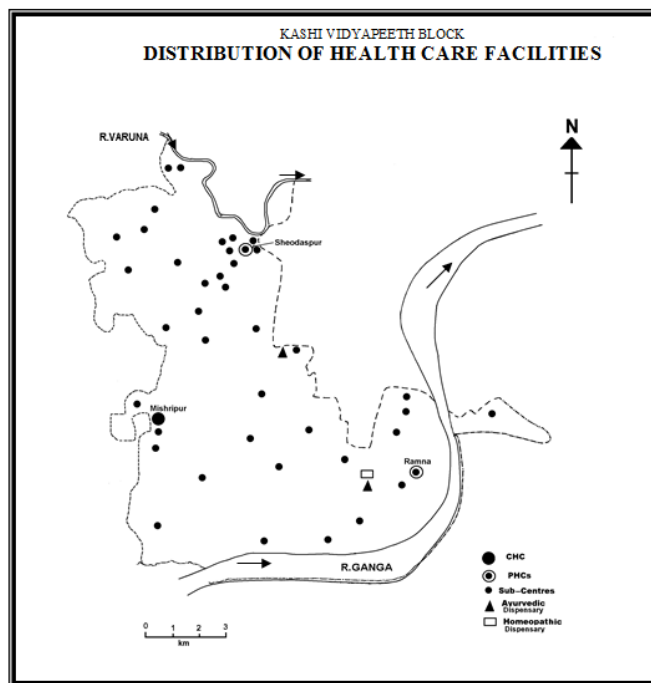 KASHI VIDYAPEETH BLOCK
DISTRIBUTION OF HEALTH CARE FACILITIES
R.VARUNA
N
Sheodaspur
Mishripur
Ramna
R.GANGA
CHC
PHCs
Sub-Centres
Ayurvedic
Dispensary
Homeopathic
Dispensary
0 1 2 3
km